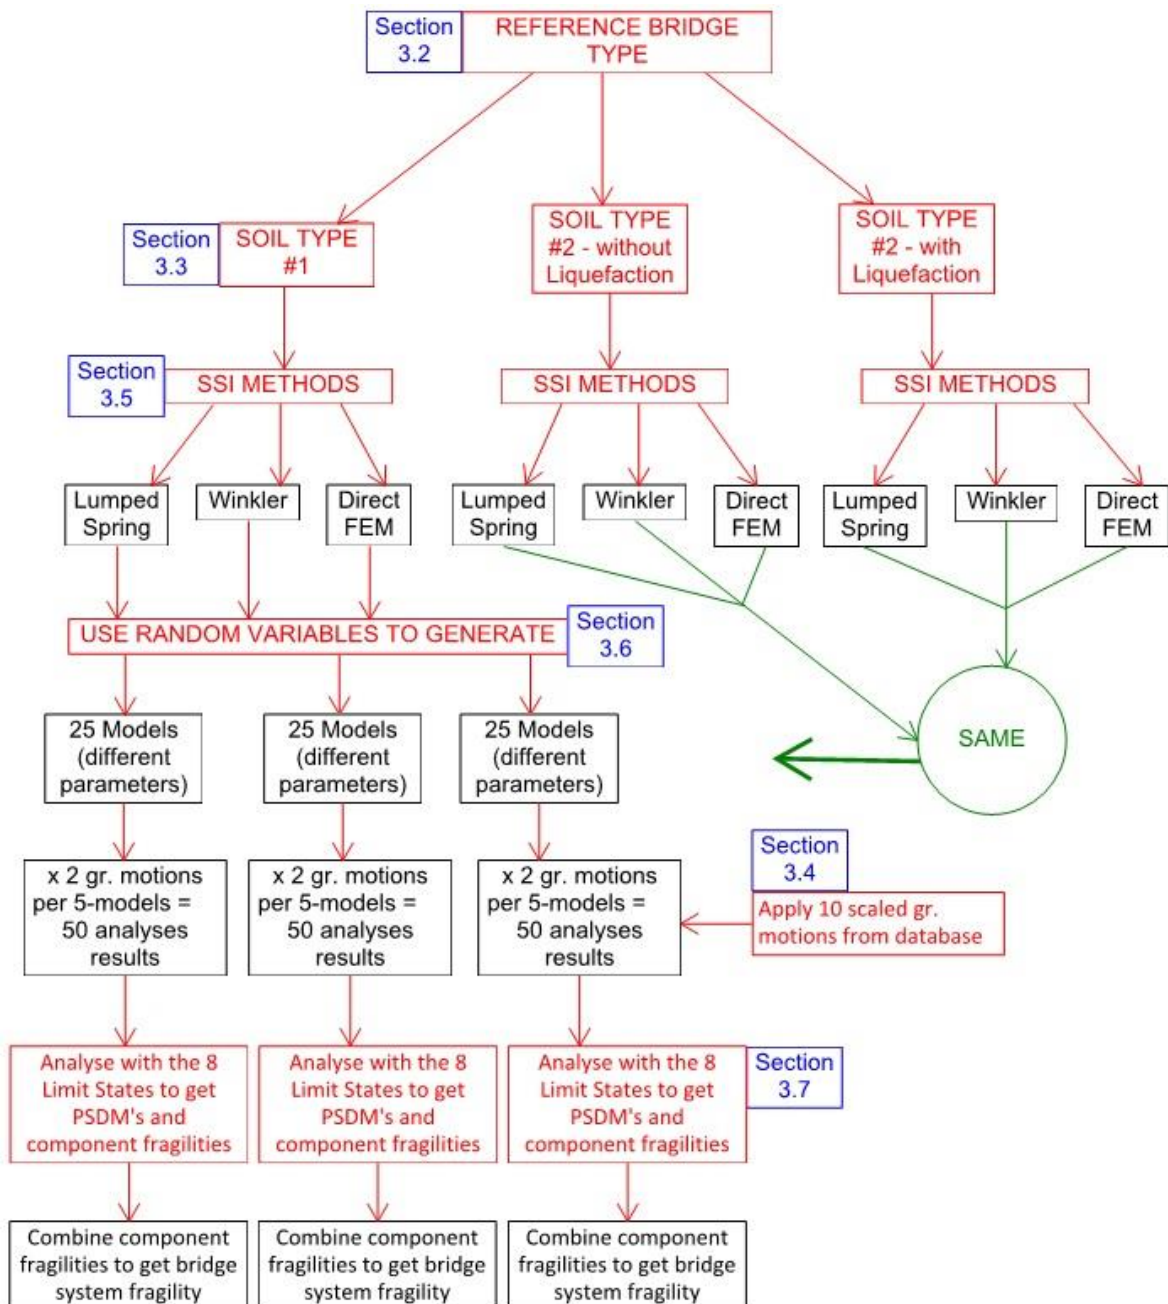 Section
3.2
REFERENCE BRIDGE
TYPE
Section
3.3
SOIL TYPE
#1
SOIL TYPE
#2 - without
Liquefaction
SOIL TYPE
#2 - with
Liquefaction
Section
3.5
SSI METHODS
SSI METHODS
SSI METHODS
Lumped
Spring
Winkler
Direct
FEM
Lumped
Spring
Winkler
Direct
FEM
Lumped
Spring
Winkler
Direct
FEM
USE RANDOM VARIABLES TO GENERATE
Section
3.6
25 Models
(different
parameters)
25 Models
(different
parameters)
25 Models
(different
parameters)
SAME
x 2 gr. motions
per 5-models =
50 analyses
results
x 2 gr. motions
per 5-models =
50 analyses
results
x 2 gr. motions
per 5-models =
50 analyses
results
Section
3.4
Apply 10 scaled gr.
motions from database
Analyse with the 8
Limit States to get
PSDM's and
component fragilities
Analyse with the 8
Limit States to get
PSDM's and
component fragilities
Analyse with the 8
Limit States to get
PSDM's and
component fragilities
Section
3.7
Combine component
fragilities to get bridge
system fragility
Combine component
fragilities to get bridge
system fragility
Combine component
fragilities to get bridge
system fragility